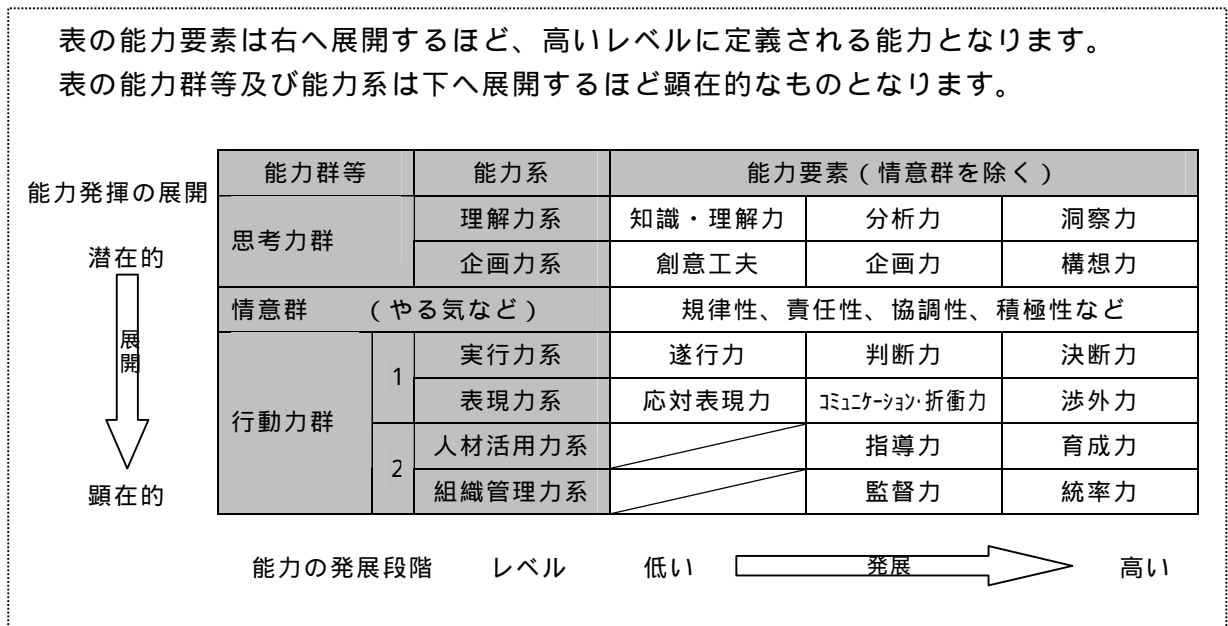 表の能力要素は右へ展開するほど、高いレベルに定義される能力となります。
表の能力群等及び能力系は下へ展開するほど顕在的なものとなります。
能力発揮の展開
潜在的
展開
顕在的
能力群等 能力系 能力要素（情意群を除く）
思考力群 理解力系 知識・理解力 分析力 洞察力
企画力系 創意工夫 企画力 構想力
情意群 （やる気など） 規律性、責任性、協調性、積極性など
行動力群 1 実行力系 遂行力 判断力 決断力
表現力系 応対表現力 ｺﾐｭﾆｹｰｼｮﾝ･折衝力 渉外力
2 人材活用力系 指導力 育成力
組織管理力系 監督力 統率力
能力の発展段階 レベル 低い 発展 高い